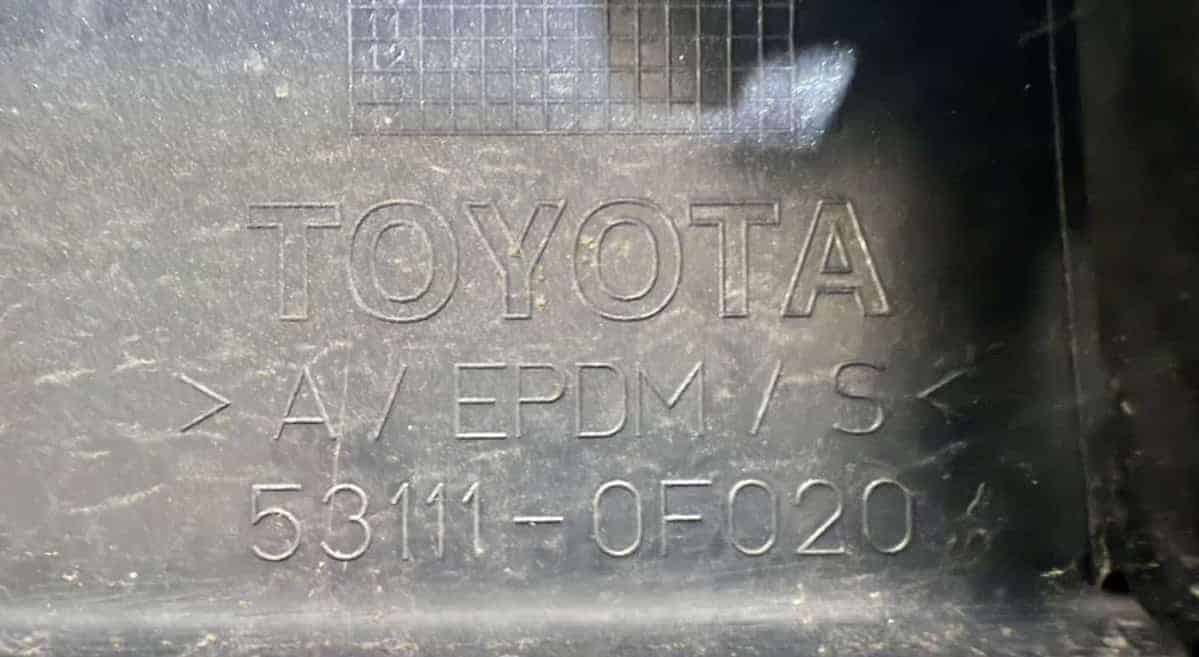 TOYOTA
>A/EPDM/S<
53111-0F020